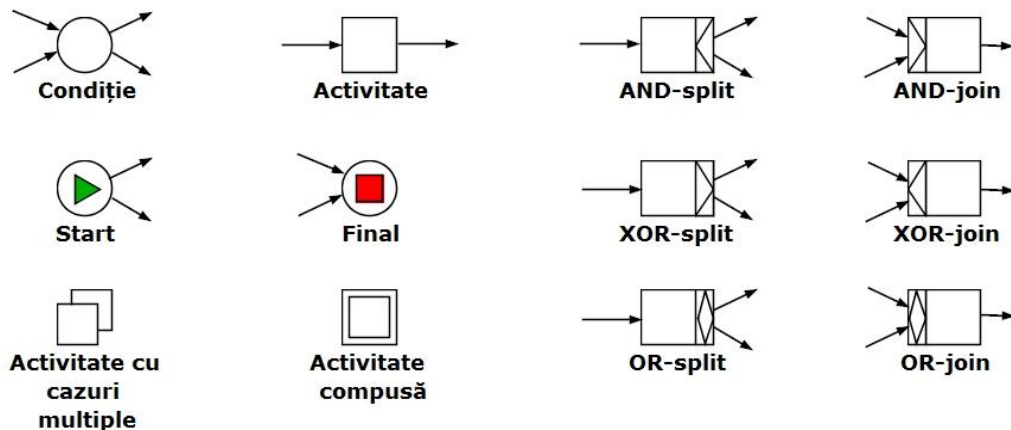 Condiție
Activitate
AND-split
AND-join
Start
Final
XOR-split
XOR-join
Activitate cu
cazuri
multiple
Activitate
compusă
OR-split
OR-join